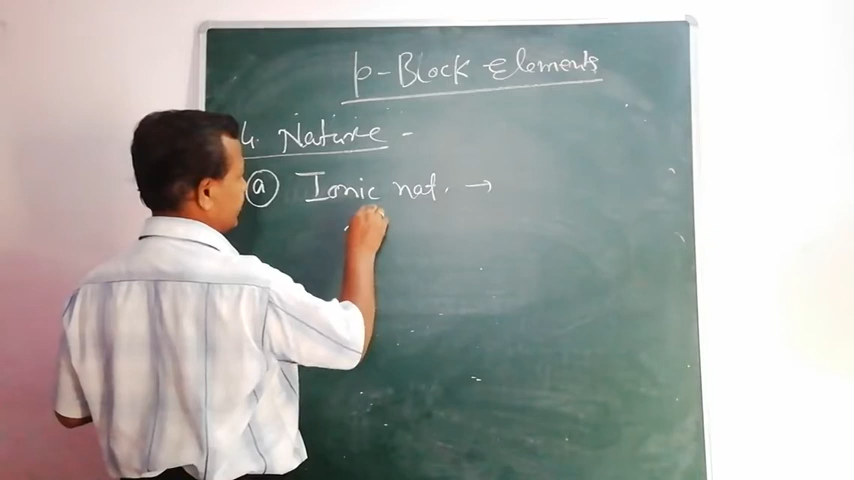 p-Block Elements
4. Nature -
ⓐ Ionic nat. →